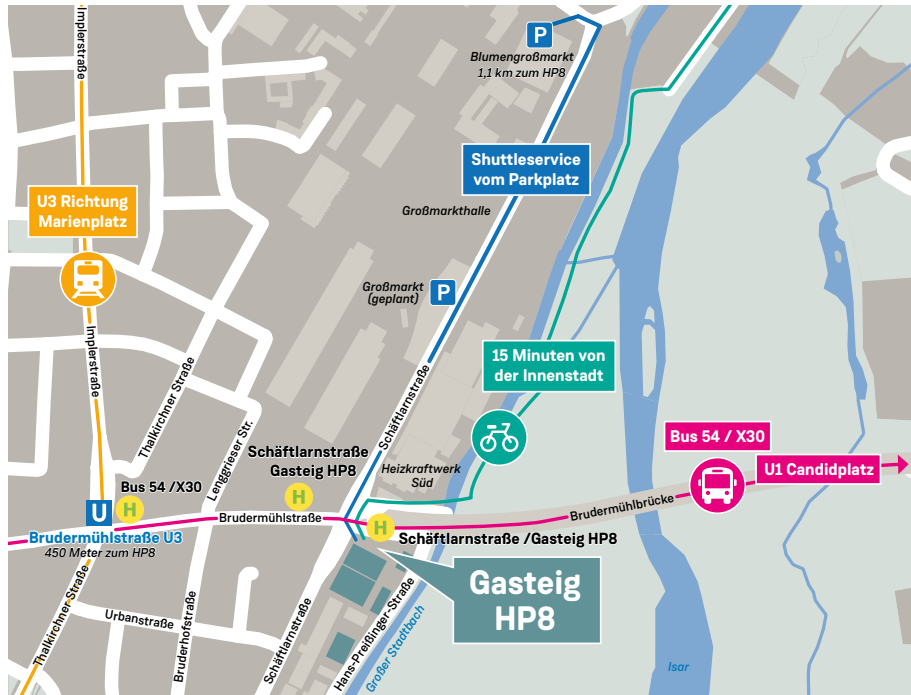 Implerstraße
P
Blumengroßmarkt
1,1 km zum HP8
Shuttleservice
vom Parkplatz
U3 Richtung
Marienplatz
Großmarkthalle
Großmarkt
(geplant)
P
Implerstraße
Thalkirchner Straße
Schäftlarnstraße
15 Minuten von
der Innenstadt
Lenggrieser Str.
Schäftlarnstraße
Gasteig HP8
Heizkraftwerk
Süd
Bus 54 / X30
U1 Candidplatz
Bus 54 /X30
H
H
U
Brudermühlstraße
Brudermühlbrücke
H
Schäftlarnstraße /Gasteig HP8
Brudermühlstraße U3
450 Meter zum HP8
Gasteig
HP8
Thalkirchner Straße
Urbanstraße
Bruderhofstraße
Schäftlarnstraße
Hans-Preißinger-Straße
Großer Stadtbach
Isar